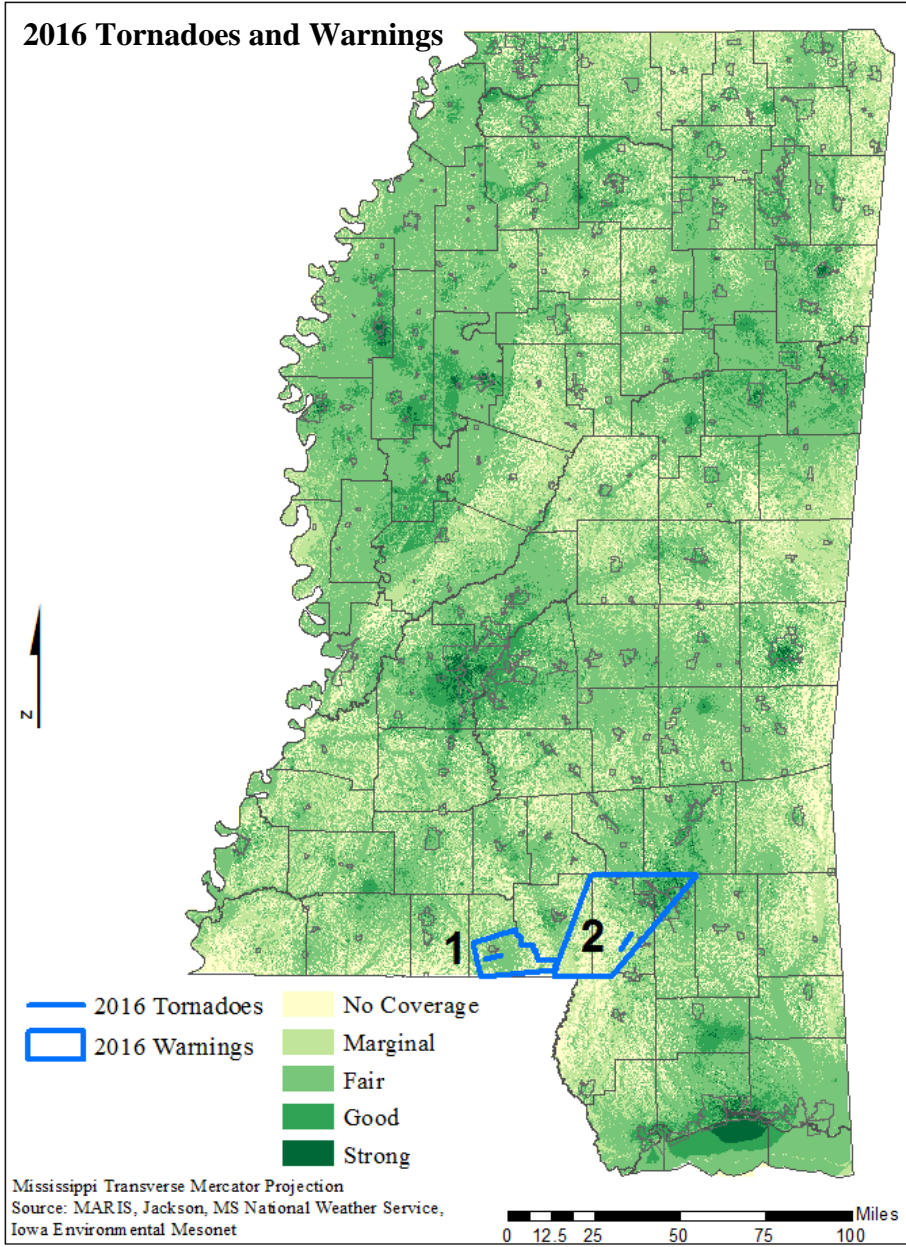 2016 Tornadoes and Warnings
N
1
2
2016 Tornadoes
2016 Warnings
No Coverage
Marginal
Fair
Good
Strong
Mississippi Transverse Mercator Projection
Source: MARIS, Jackson, MS National Weather Service,
Iowa Environmental Mesonet
Miles
0 12.5 25 50 75 100